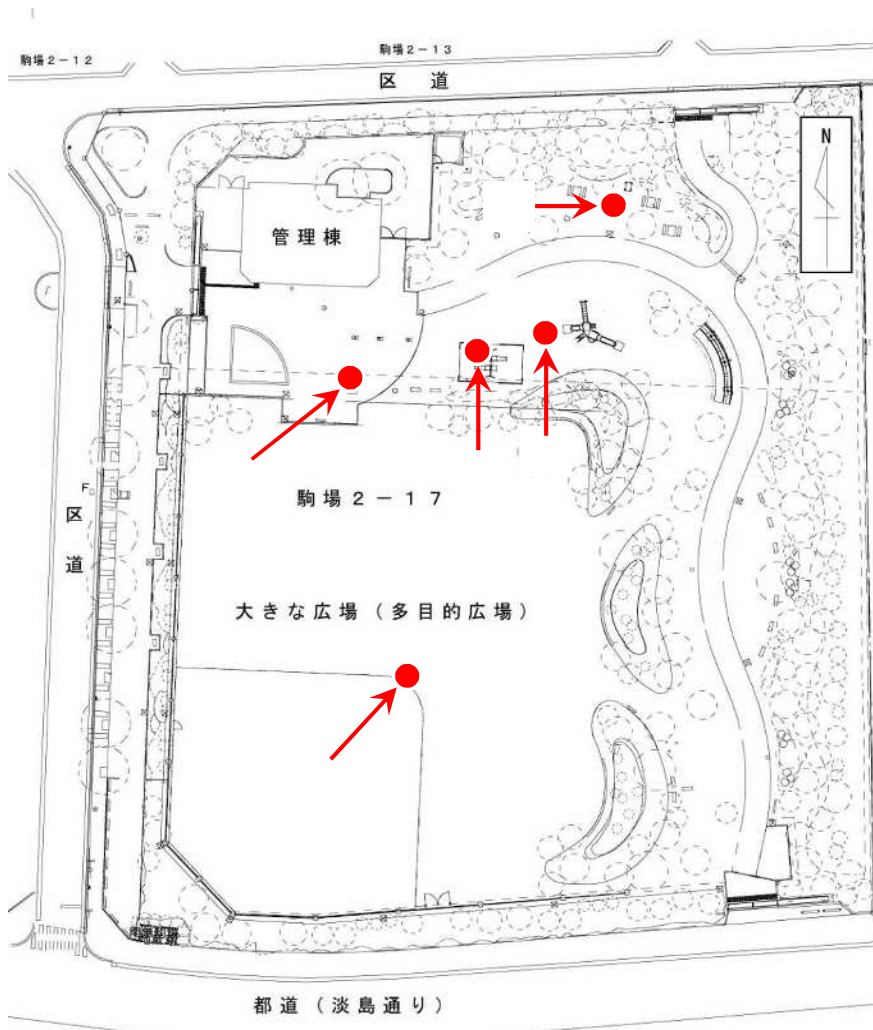 駒場2-13
駒場2-12
区道
N
管理棟
駒場2-17
F
区道
大きな広場(多目的広場)
都道(淡島通り)